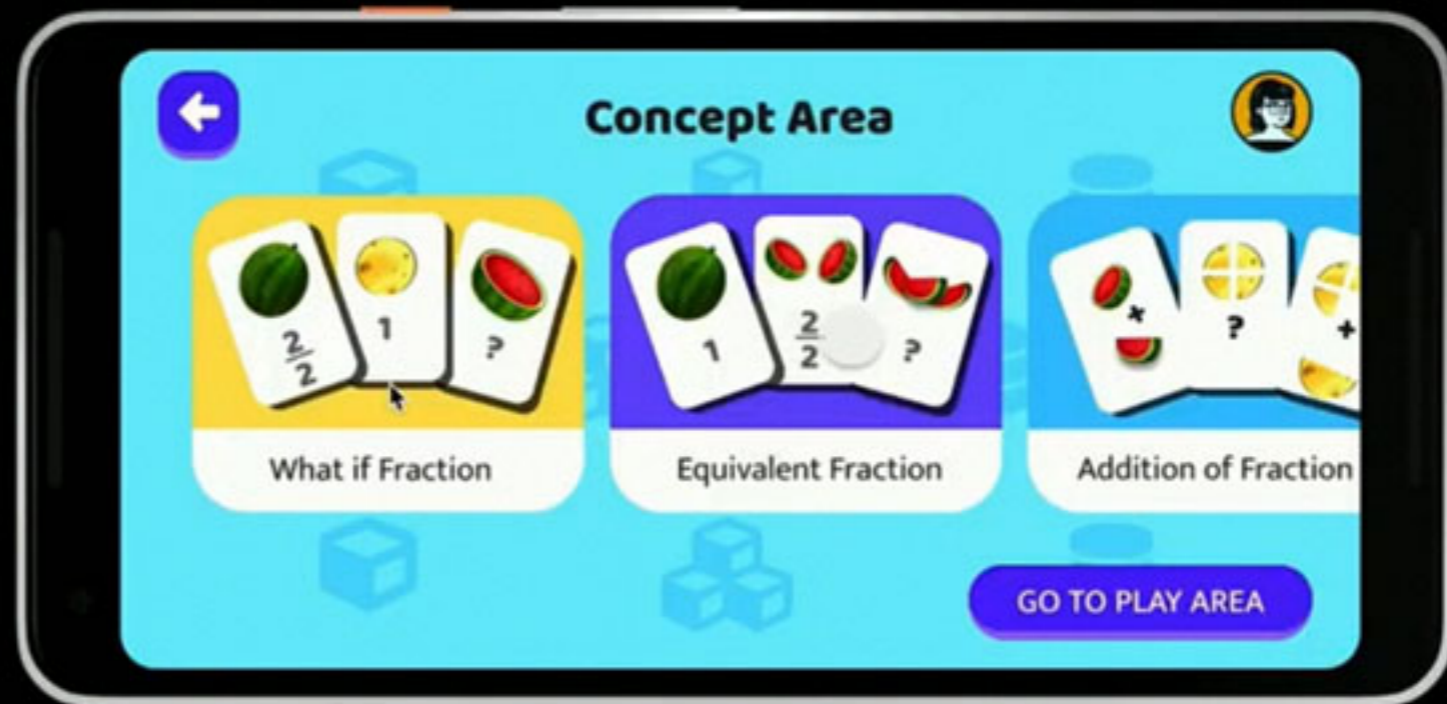 Concept Area
2
2
1
?
What if Fraction
1
2
2
?
Equivalent Fraction
+
?
+
Addition of Fraction
GO TO PLAY AREA